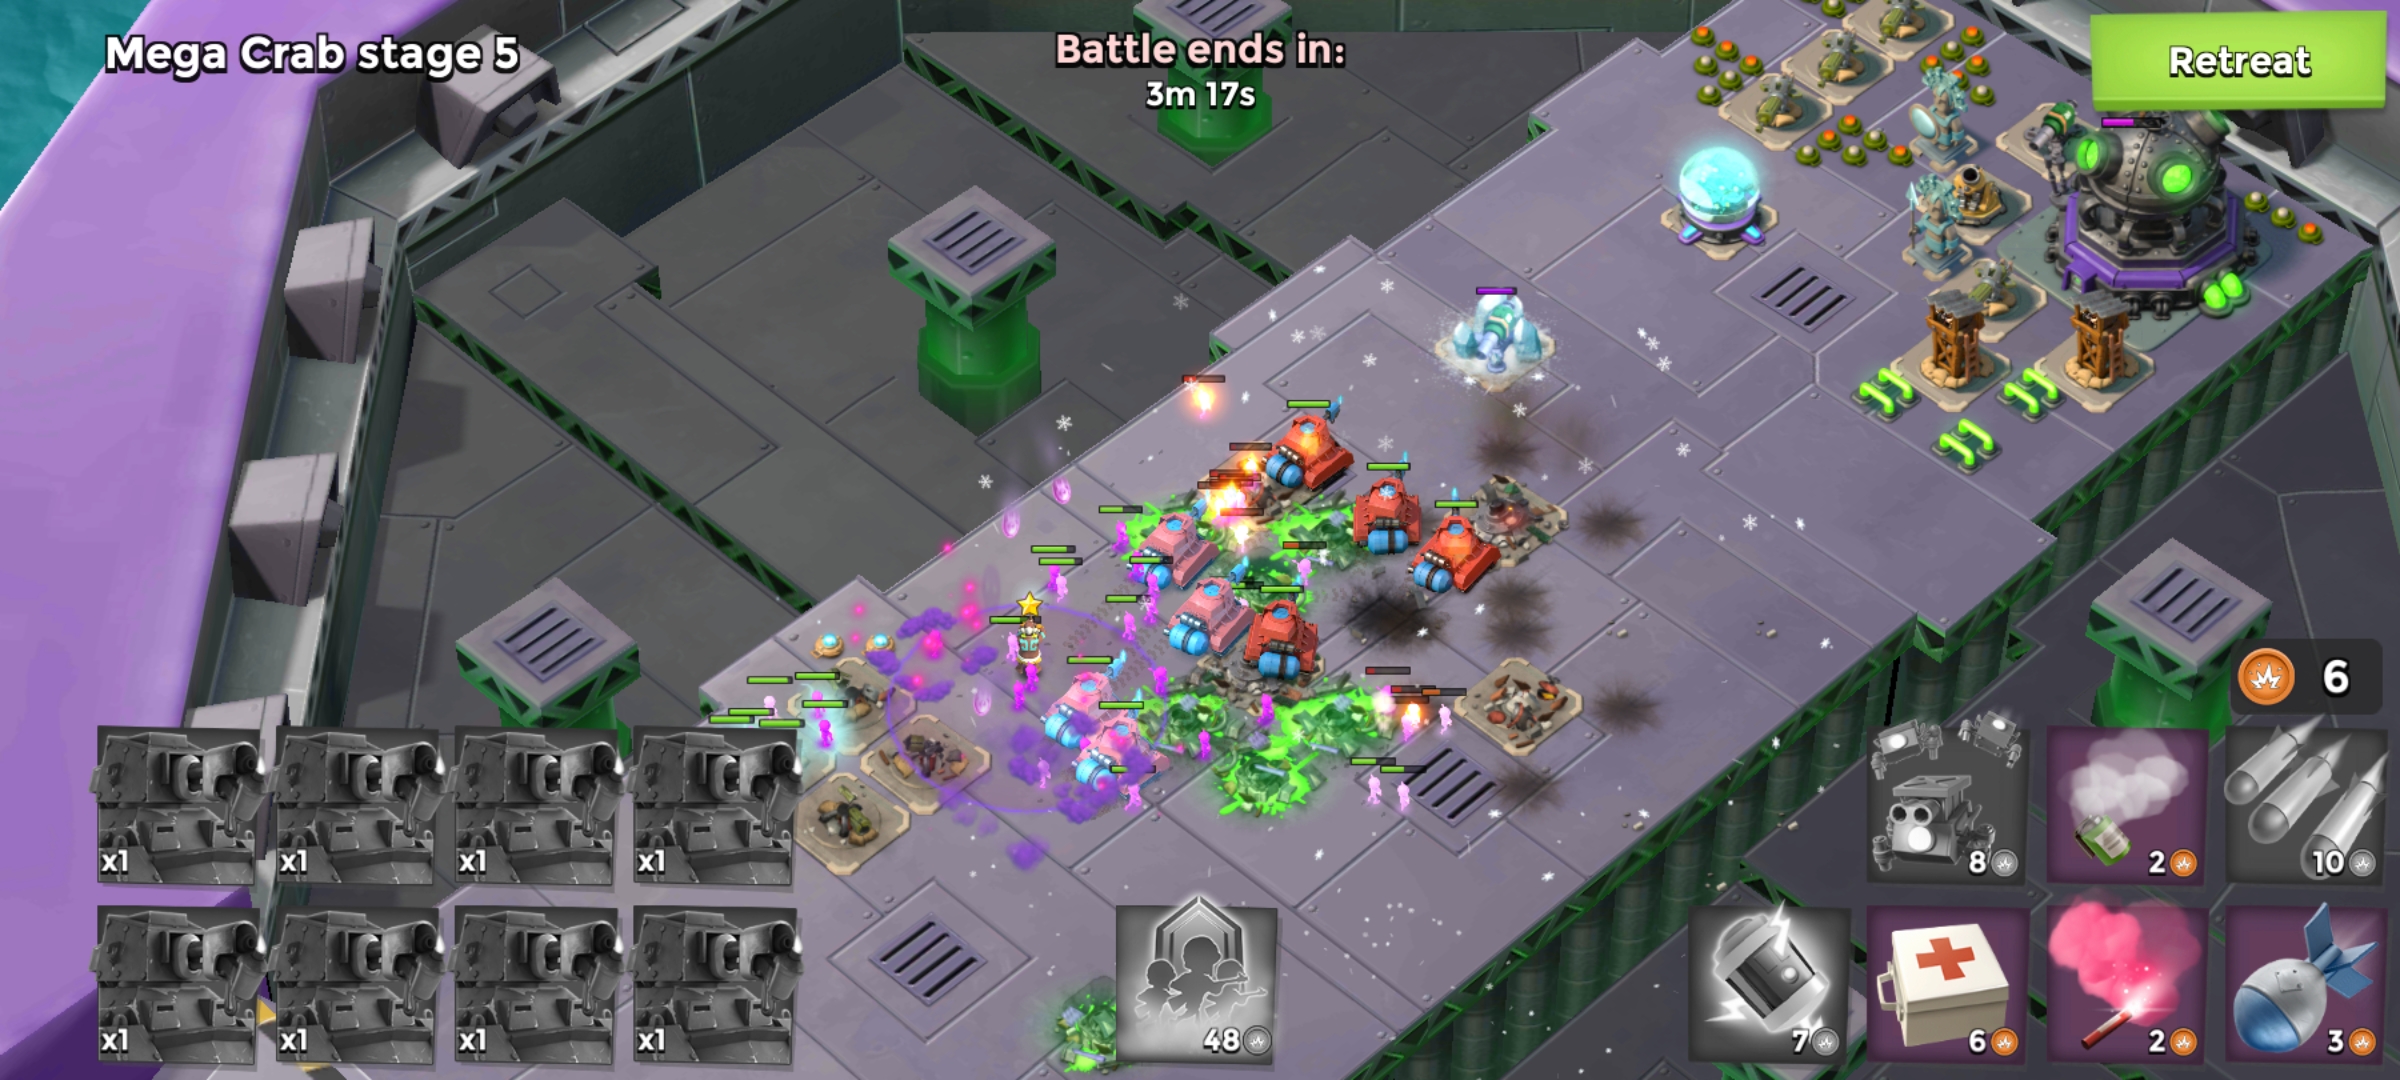 Mega Crab stage 5
Battle ends in:
3m 17s
Retreat
6
8
2
10
x1
x1
x1
x1
x1
x1
x1
x1
48
7
6
2
3